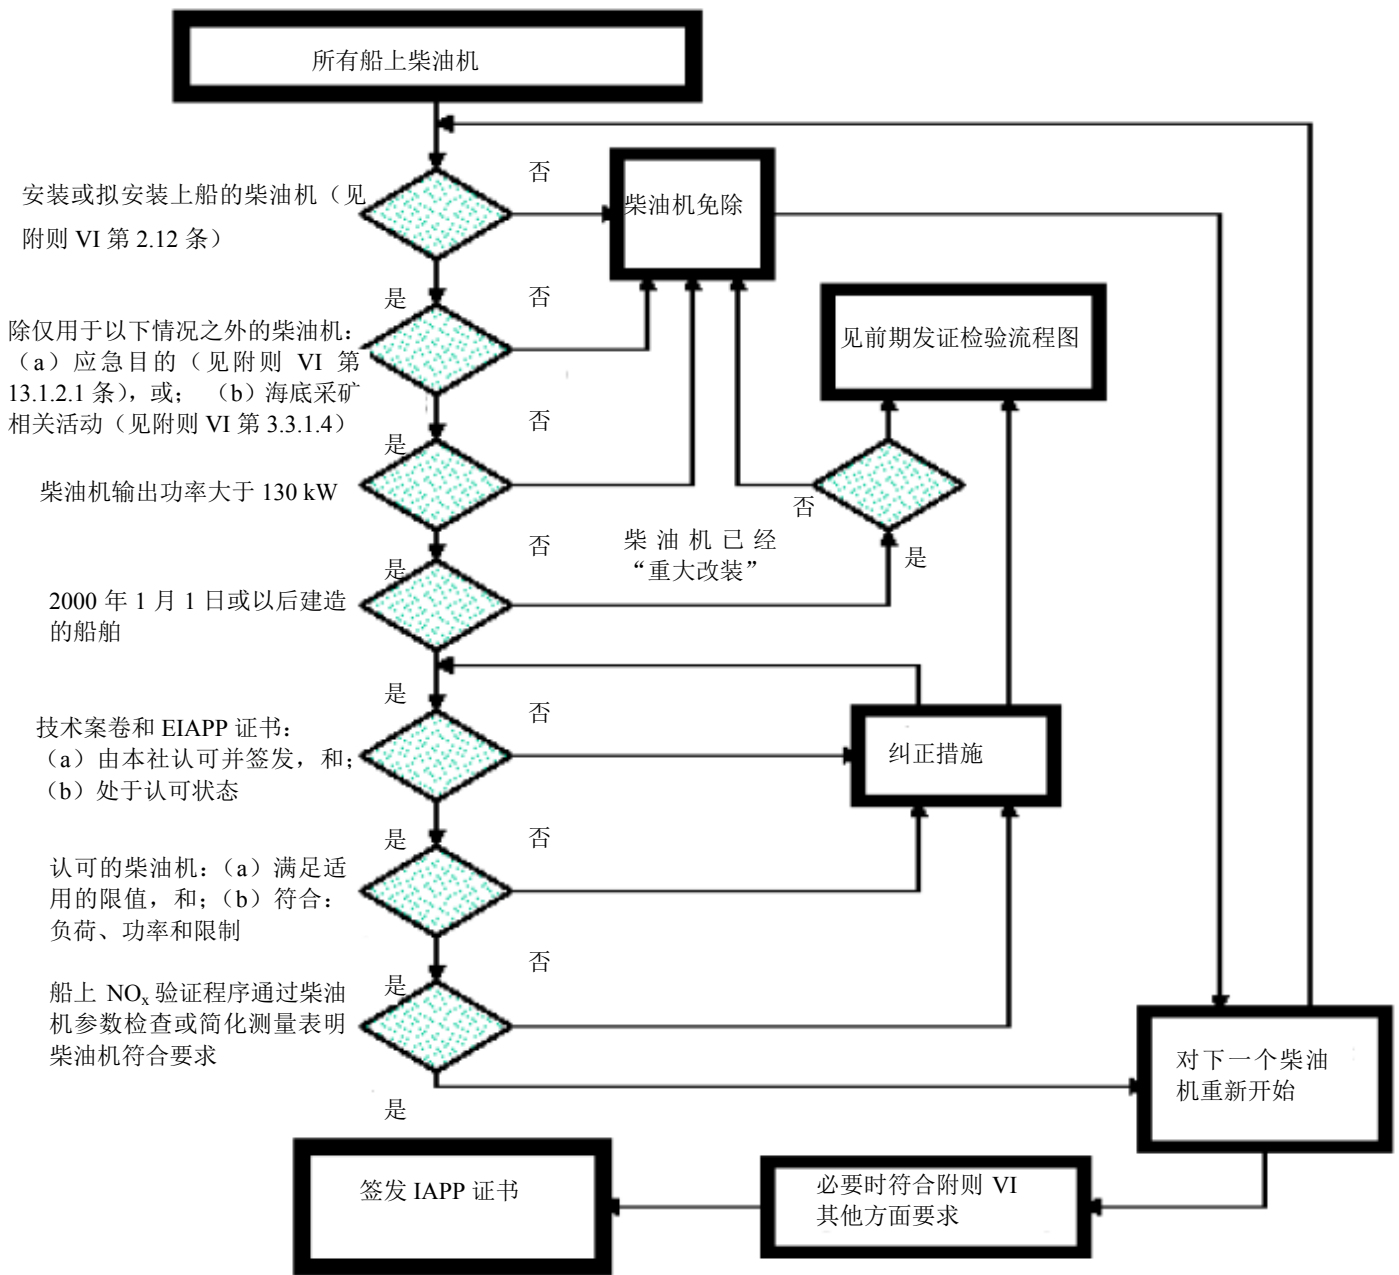 所有船上柴油机
否
安装或拟安装上船的柴油机（见
附则 VI 第 2.12 条）
柴油机免除
是
否
除仅用于以下情况之外的柴油机：
（a）应急目的（见附则 VI 第
13.1.2.1 条），或； （b）海底采矿
相关活动（见附则 VI 第 3.3.1.4）
见前期发证检验流程图
是
否
柴油机输出功率大于 130 kW
否
柴油机已经
“重大改装”
是
是
否
2000 年 1 月 1 日或以后建造
的船舶
是
否
技术案卷和 EIAPP 证书：
（a）由本社认可并签发，和；
（b）处于认可状态
纠正措施
是
否
认可的柴油机：（a）满足适
用的限值，和；（b）符合：
负荷、功率和限制
是
否
船上 NOx 验证程序通过柴油
机参数检查或简化测量表明
柴油机符合要求
是
对下一个柴油
机重新开始
必要时符合附则 VI
其他方面要求
签发 IAPP 证书